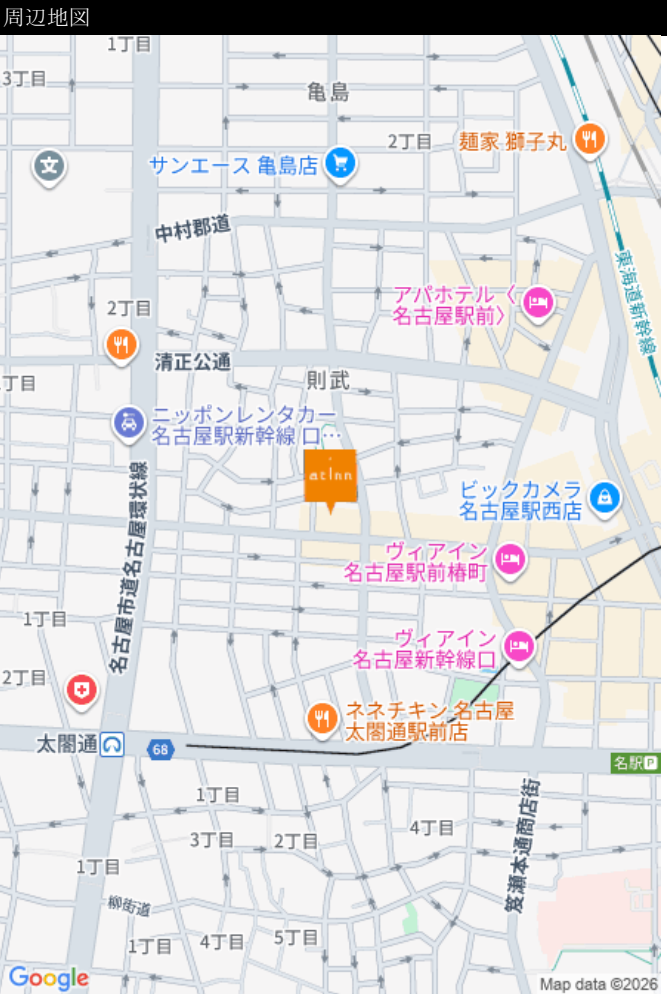 周辺地図
1丁目
3丁目
亀島
2丁目
麺家 獅子丸
サンエース 亀島店
文
中村郡道
東海道新幹線
アパホテル〈
名古屋駅前〉
2丁目
清正公通
則武
丁目
ニッポンレンタカー
名古屋駅新幹線 口…
at Inn
ビックカメラ
名古屋駅西店
名古屋市道名古屋環状線
ヴィアイン
名古屋駅前椿町
1丁目
ヴィアイン
名古屋新幹線口
2丁目
ネネチキン 名古屋
太閤通駅前店
太閤通
68
名駅P
笈瀬本通商店街
1丁目
4丁目
3丁目
2丁目
1丁目
柳街道
1丁目
4丁目
5丁目
Google
Map data ©2026